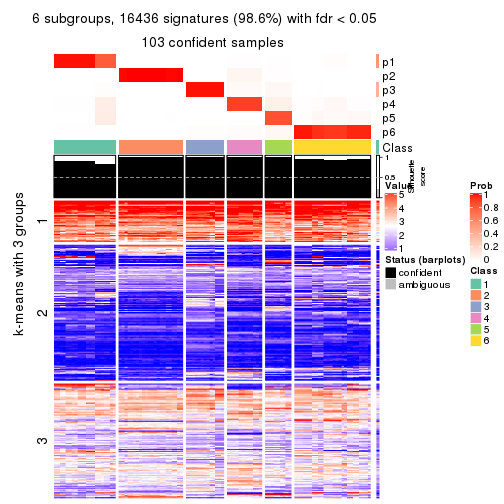 6 subgroups, 16436 signatures (98.6%) with fdr < 0.05
103 confident samples
p1
p2
p3
p4
p5
p6
Class
1
0.5
0
Silhouette
score
k-means with 3 groups
1
2
3
Value
5
4
3
2
1
Status (barplots)
confident
ambiguous
Prob
1
0.8
0.6
0.4
0.2
0
Class
1
2
3
4
5
6